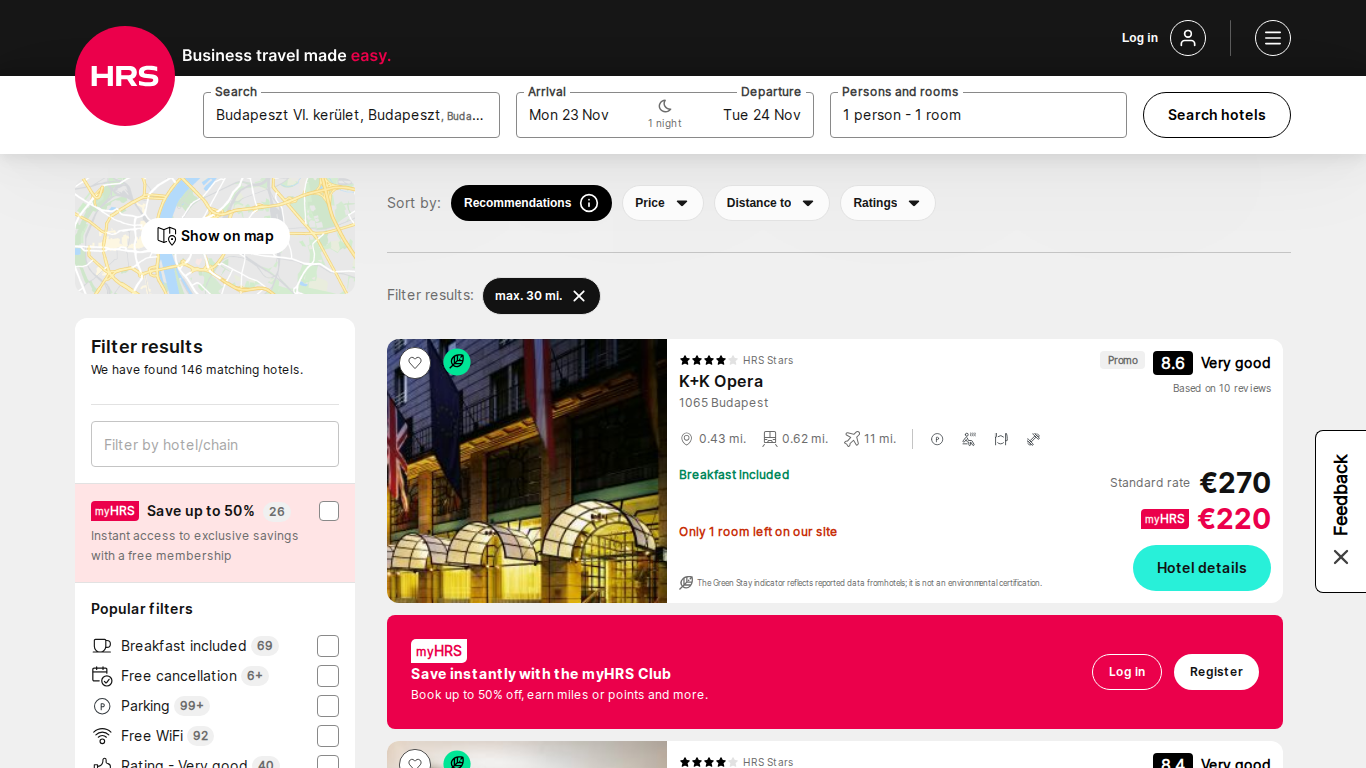 HRS
Business travel made easy.
Log in
Search
Budapeszt VI. kerület, Budapeszt, Buda...
Arrival
Departure
Mon 23 Nov
1 night
Tue 24 Nov
Persons and rooms
1 person - 1 room
Search hotels
Show on map
Sort by:
Recommendations
Price
Distance to
Ratings
Filter results:
max. 30 mi.
Filter results
We have found 146 matching hotels.
Filter by hotel/chain
myHRS Save up to 50% 26
Instant access to exclusive savings
with a free membership
Popular filters
Breakfast included 69
Free cancellation 6+
Parking 99+
Free WiFi 92
Rating - Very good 40
HRS Stars
K+K Opera
1065 Budapest
Promo 8.6 Very good
Based on 10 reviews
0.43 mi. 0.62 mi. 11 mi.
Breakfast Included
Standard rate €270
myHRS €220
Only 1 room left on our site
Hotel details
The Green Stay indicator reflects reported data from hotels; it is not an environmental certification.
myHRS
Save instantly with the myHRS Club
Book up to 50% off, earn miles or points and more.
Log in
Register
HRS Stars
8.4 Very good
Feedback